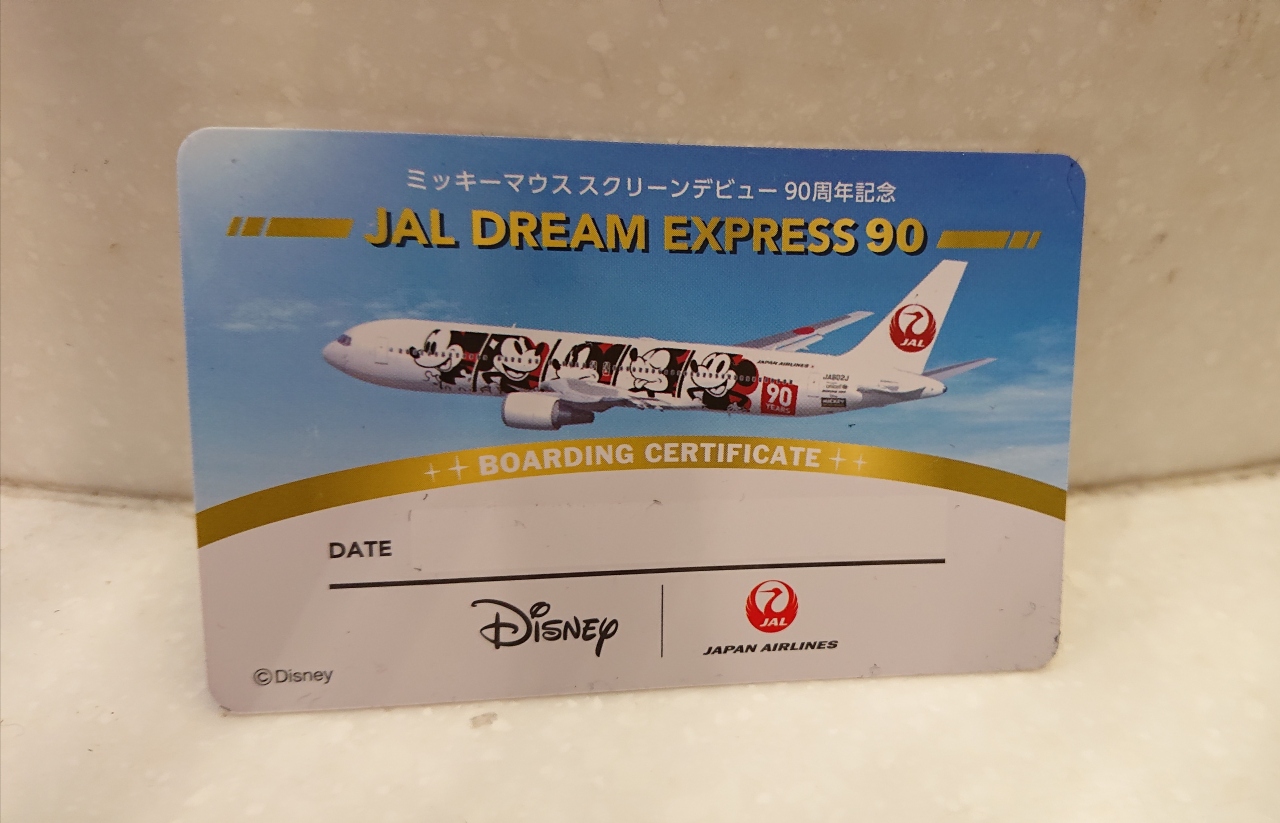 ミッキーマウス スクリーンデビュー 90周年記念
JAL DREAM EXPRESS 90
JAL
JAPAN AIRLINES
JA602J
90
YEARS
BOARDING CERTIFICATE
DATE
Disney
JAL
JAPAN AIRLINES
©Disney